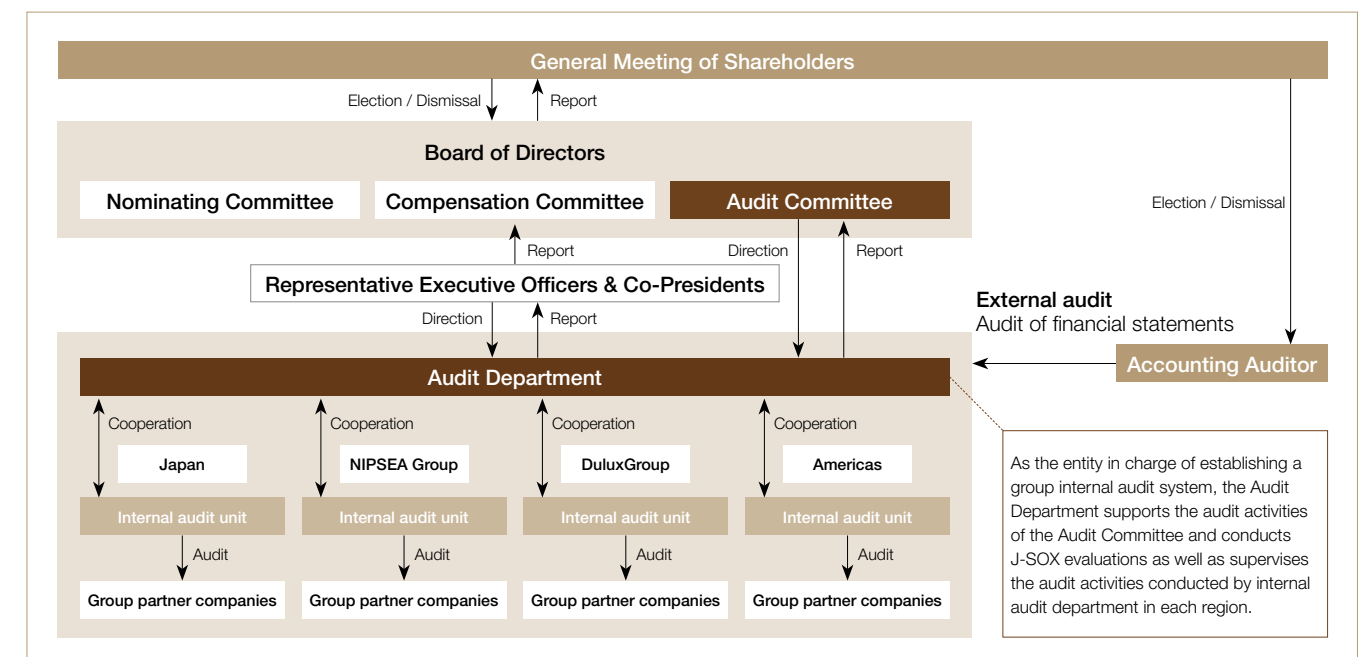 General Meeting of Shareholders
Election / Dismissal
Report
Board of Directors
Nominating Committee
Compensation Committee
Audit Committee
Election / Dismissal
Report
Direction
Report
Representative Executive Officers & Co-Presidents
External audit
Audit of financial statements
Direction
Report
Accounting Auditor
Audit Department
Cooperation
Cooperation
Cooperation
Cooperation
Japan
NIPSEA Group
DuluxGroup
Americas
Internal audit unit
Internal audit unit
Internal audit unit
Internal audit unit
Audit
Audit
Audit
Audit
Group partner companies
Group partner companies
Group partner companies
Group partner companies
As the entity in charge of establishing a
group internal audit system, the Audit
Department supports the audit activities
of the Audit Committee and conducts
J-SOX evaluations as well as supervises
the audit activities conducted by internal
audit department in each region.